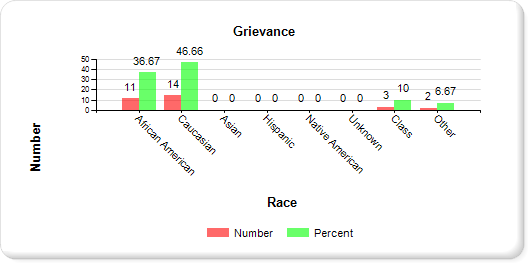 Grievance
50
40
30
20
10
0
11 36.67 14 46.66 0 0 0 0 0 0 0 0 3 10 2 6.67
African American
Caucasian
Asian
Hispanic
Native American
Unknown
Class
Other
Number
Race
Number Percent